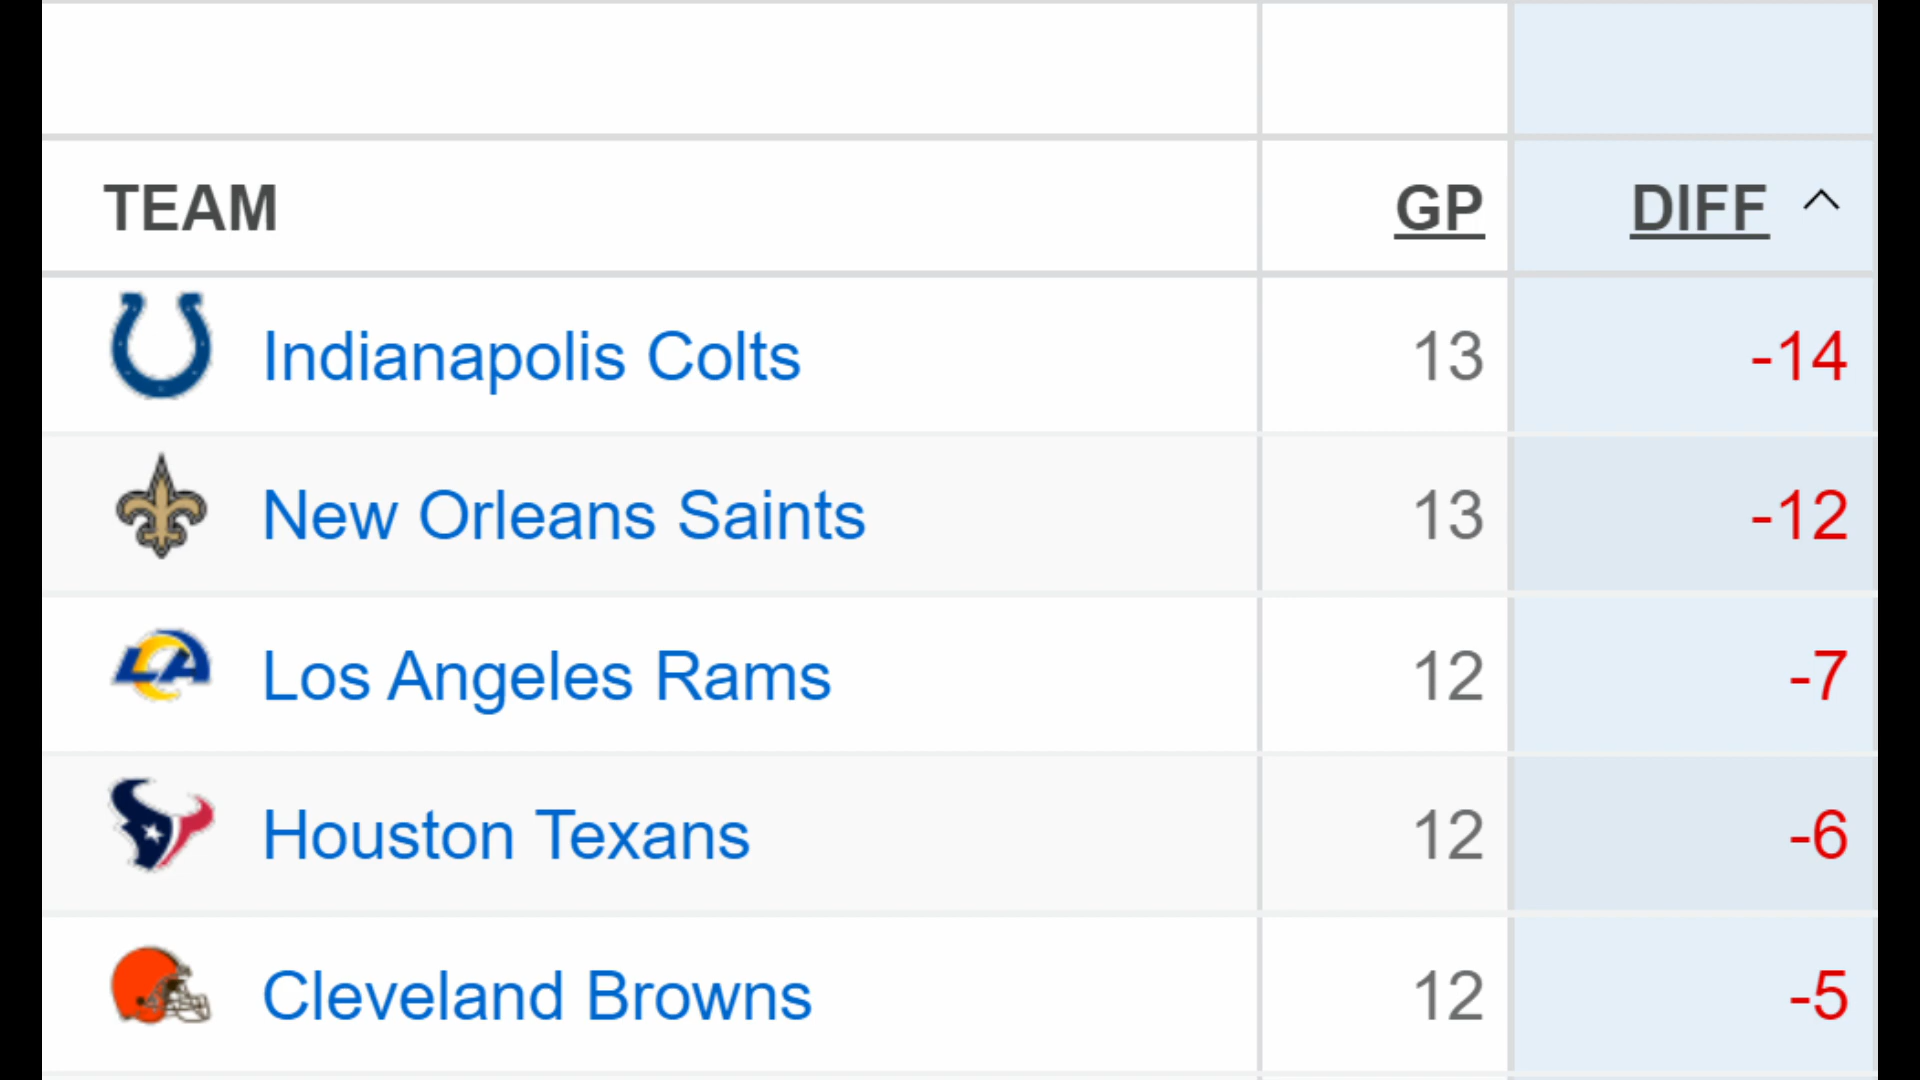 TEAM GP DIFF
Indianapolis Colts 13 -14
New Orleans Saints 13 -12
LA Los Angeles Rams 12 -7
Houston Texans 12 -6
Cleveland Browns 12 -5